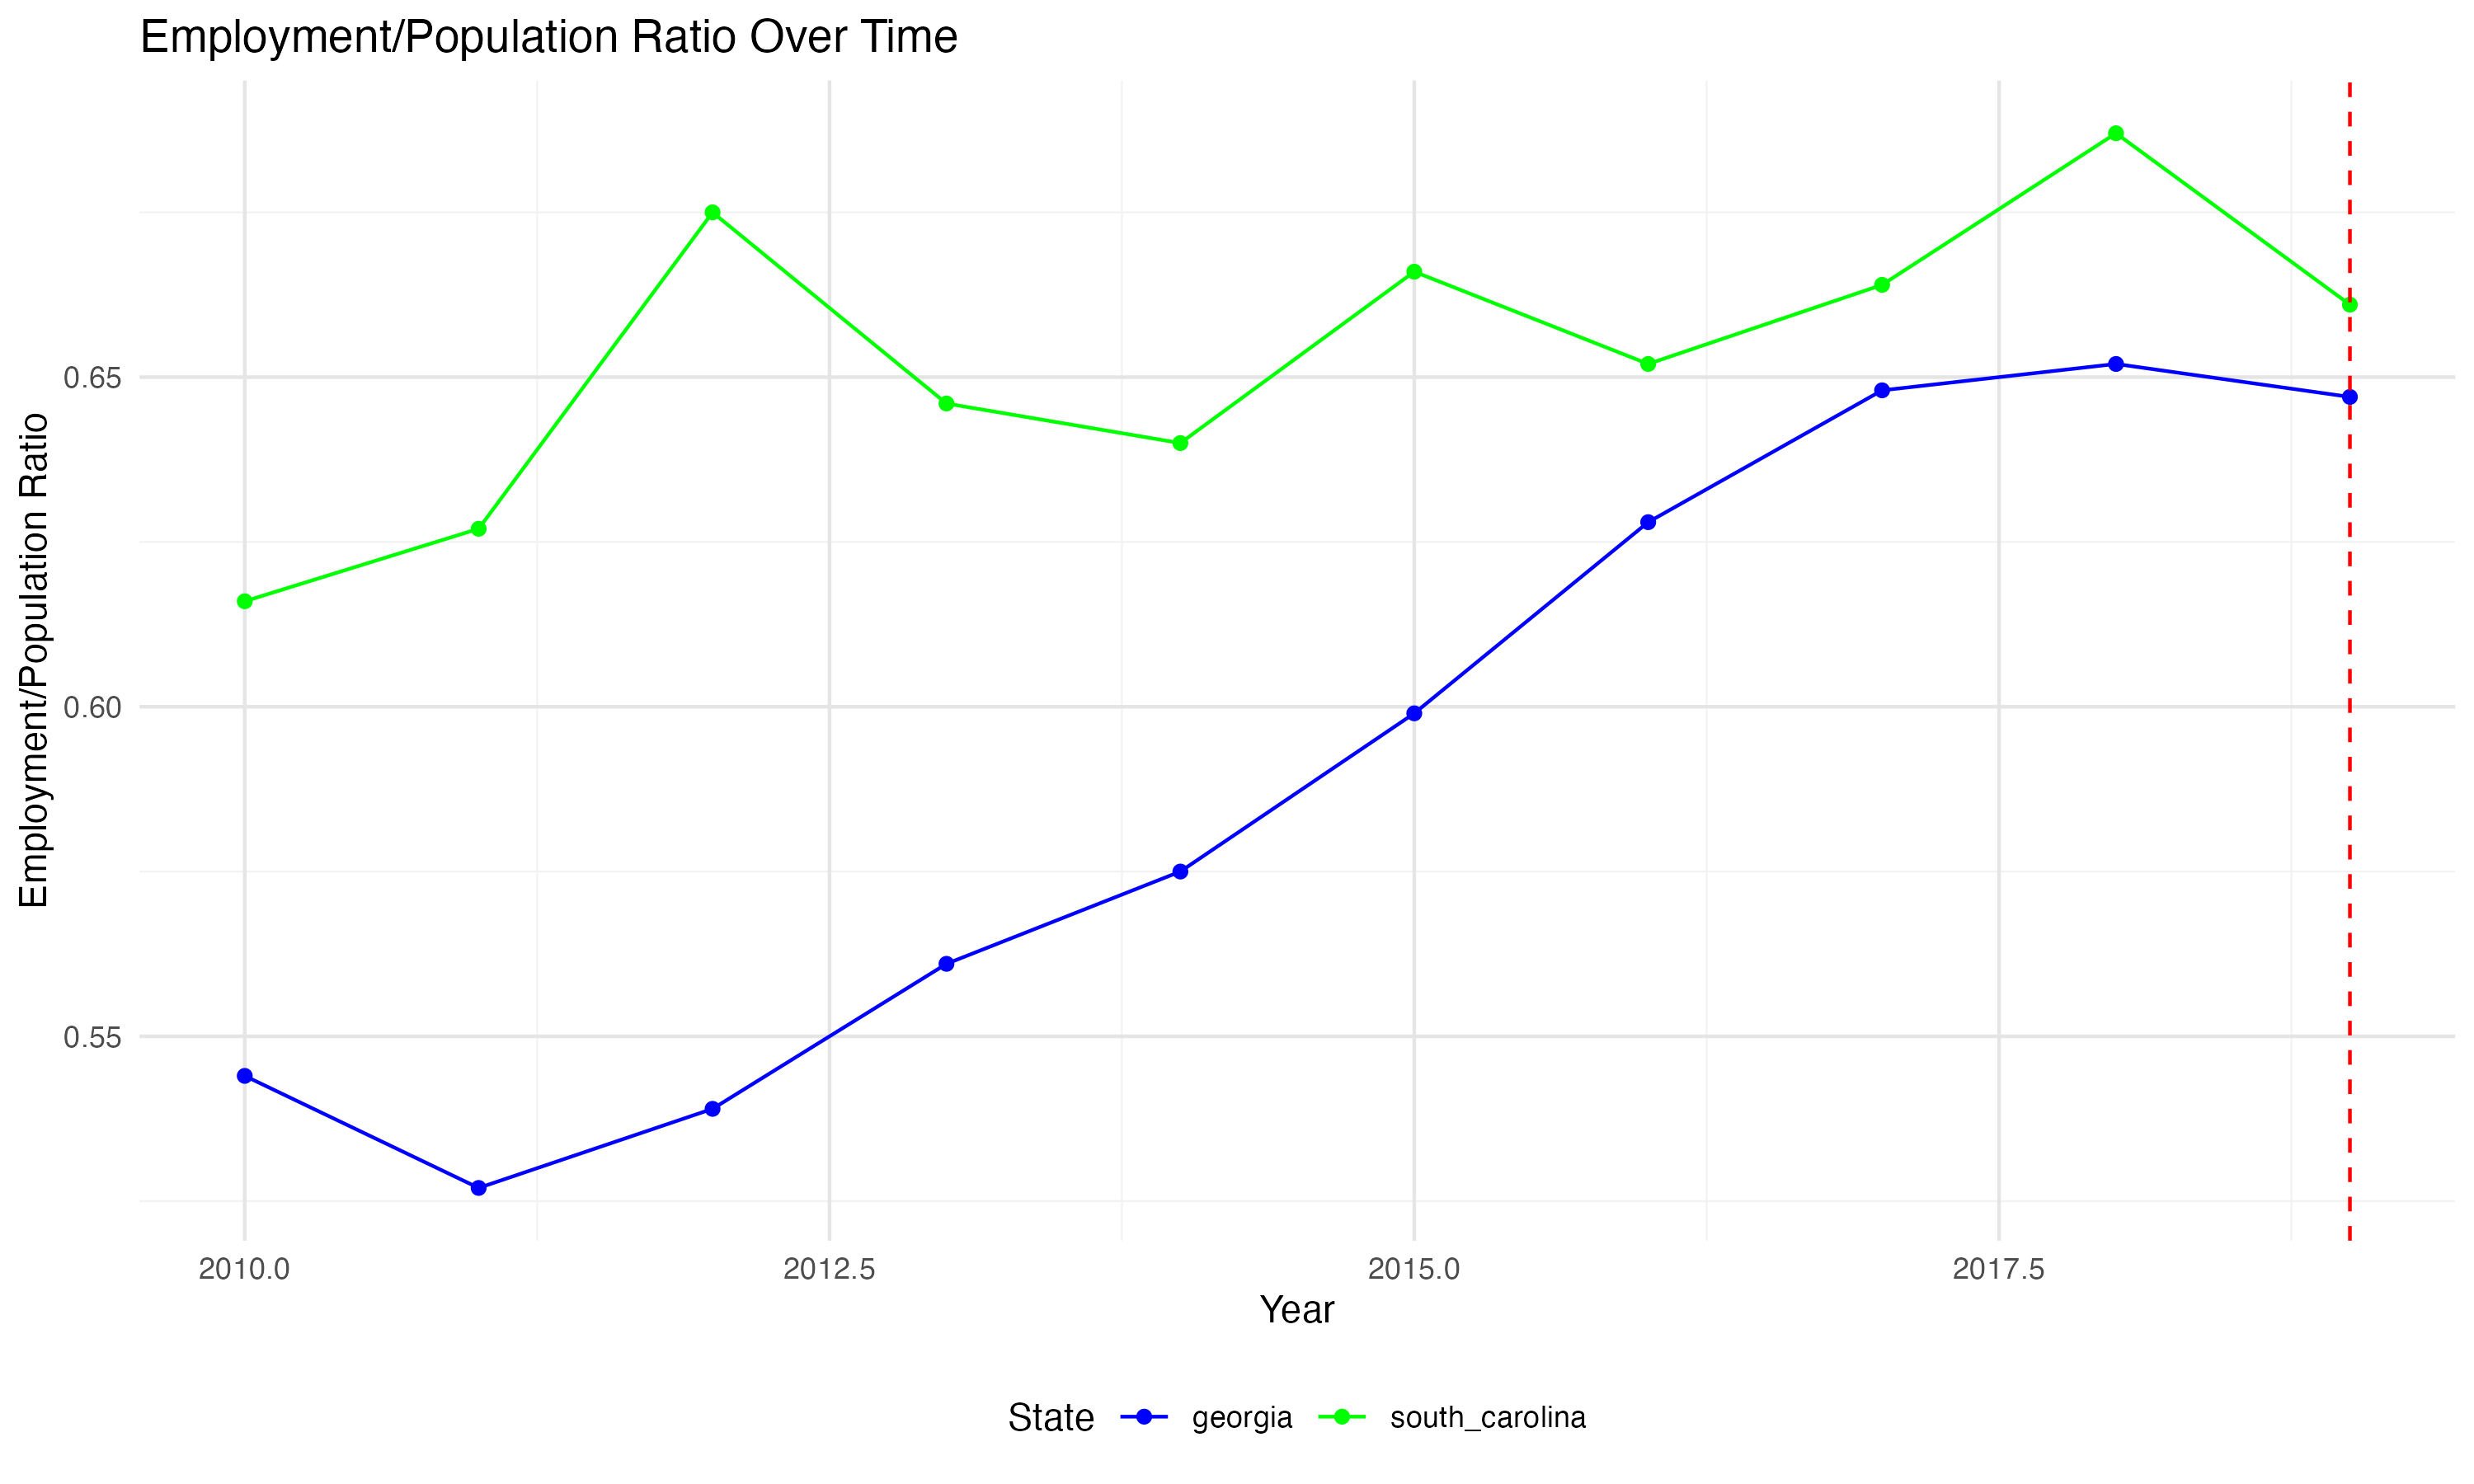 Employment/Population Ratio Over Time
Employment/Population Ratio
0.65
0.60
0.55
2010.0 2012.5 2015.0 2017.5
Year
State georgia south_carolina